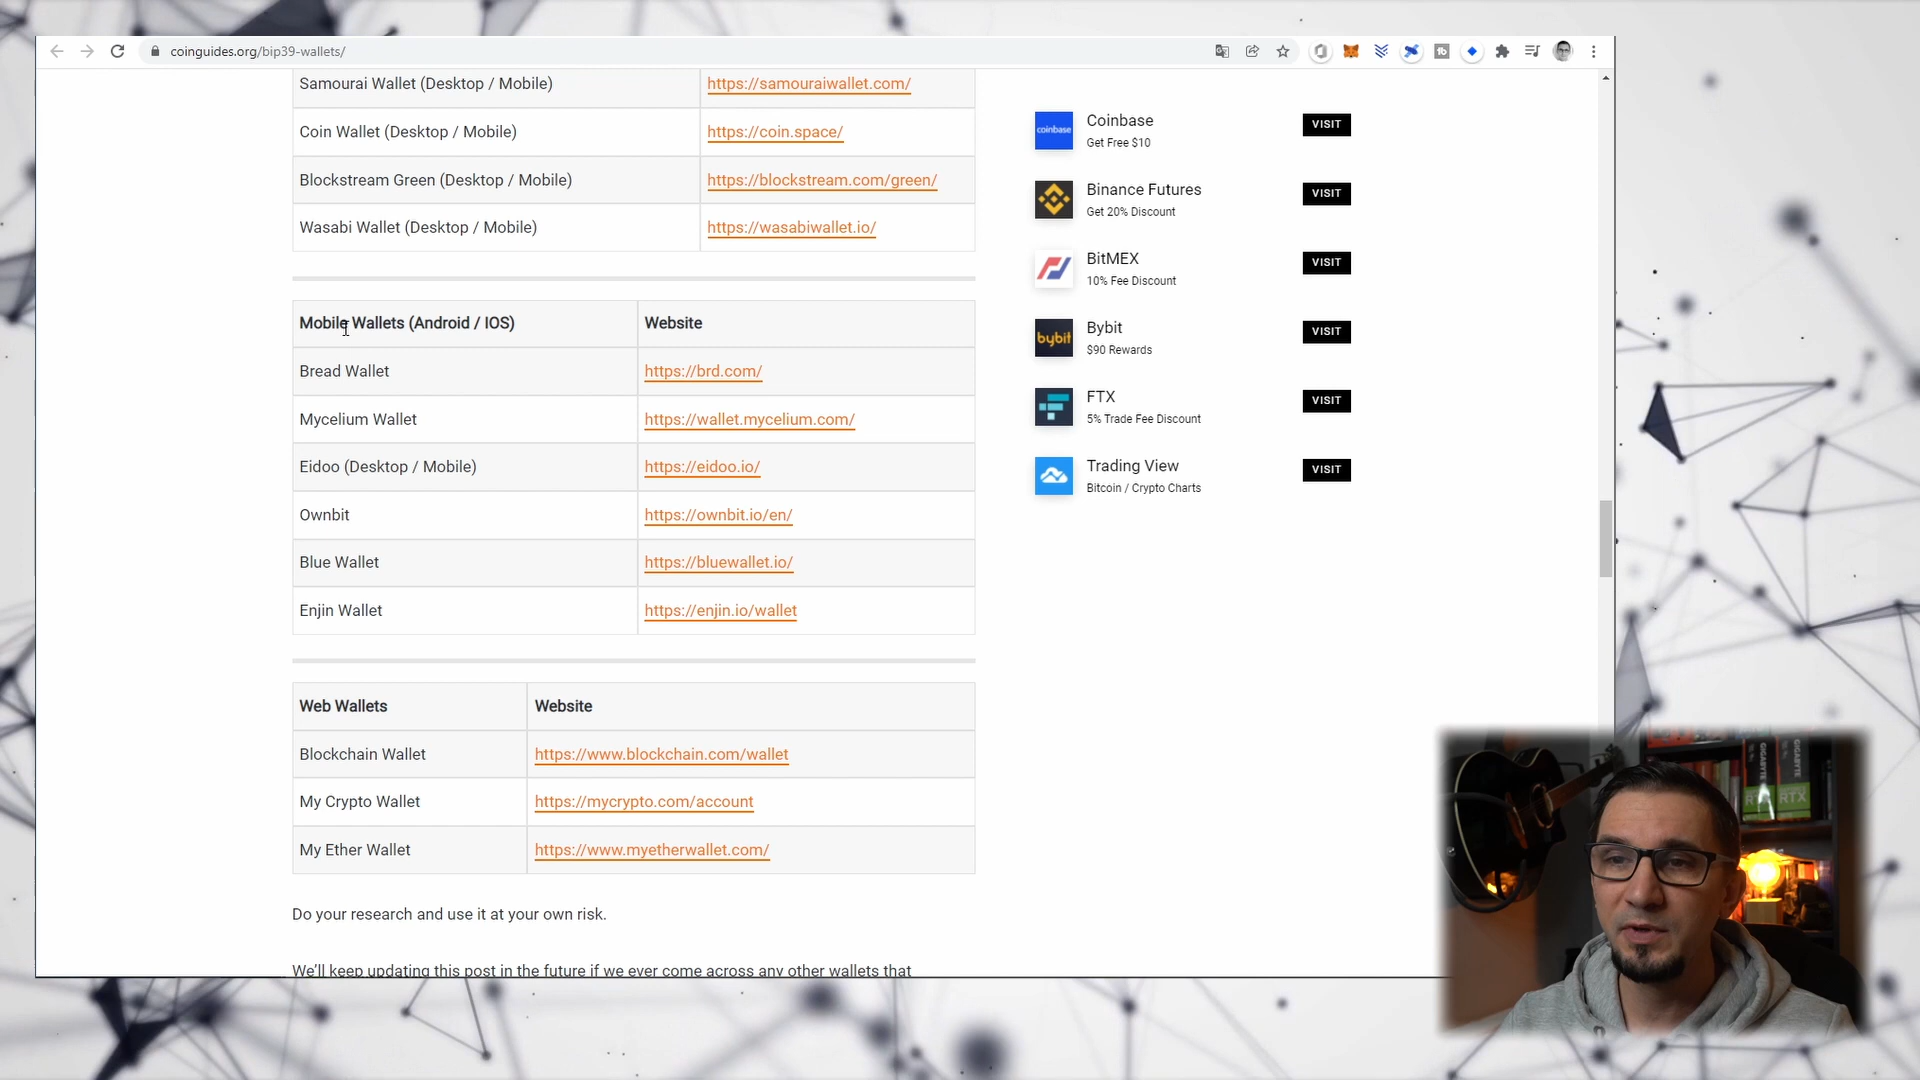 coinguides.org/bip39-wallets/
Samourai Wallet (Desktop / Mobile) https://samouraiwallet.com/
Coin Wallet (Desktop / Mobile) https://coin.space/
Blockstream Green (Desktop / Mobile) https://blockstream.com/green/
Wasabi Wallet (Desktop / Mobile) https://wasabiwallet.io/
Mobile Wallets (Android / IOS) Website
Bread Wallet https://brd.com/
Mycelium Wallet https://wallet.mycelium.com/
Eidoo (Desktop / Mobile) https://eidoo.io/
Ownbit https://ownbit.io/en/
Blue Wallet https://bluewallet.io/
Enjin Wallet https://enjin.io/wallet
Web Wallets Website
Blockchain Wallet https://www.blockchain.com/wallet
My Crypto Wallet https://mycrypto.com/account
My Ether Wallet https://www.myetherwallet.com/
Do your research and use it at your own risk.
We'll keep updating this post in the future if we ever come across any other wallets that
coinbase Coinbase VISIT
Get Free $10
Binance Futures VISIT
Get 20% Discount
BitMEX VISIT
10% Fee Discount
bybit Bybit VISIT
$90 Rewards
FTX VISIT
5% Trade Fee Discount
Trading View VISIT
Bitcoin / Crypto Charts
GIGABYTE
GIGABYTE
RTX
RTX